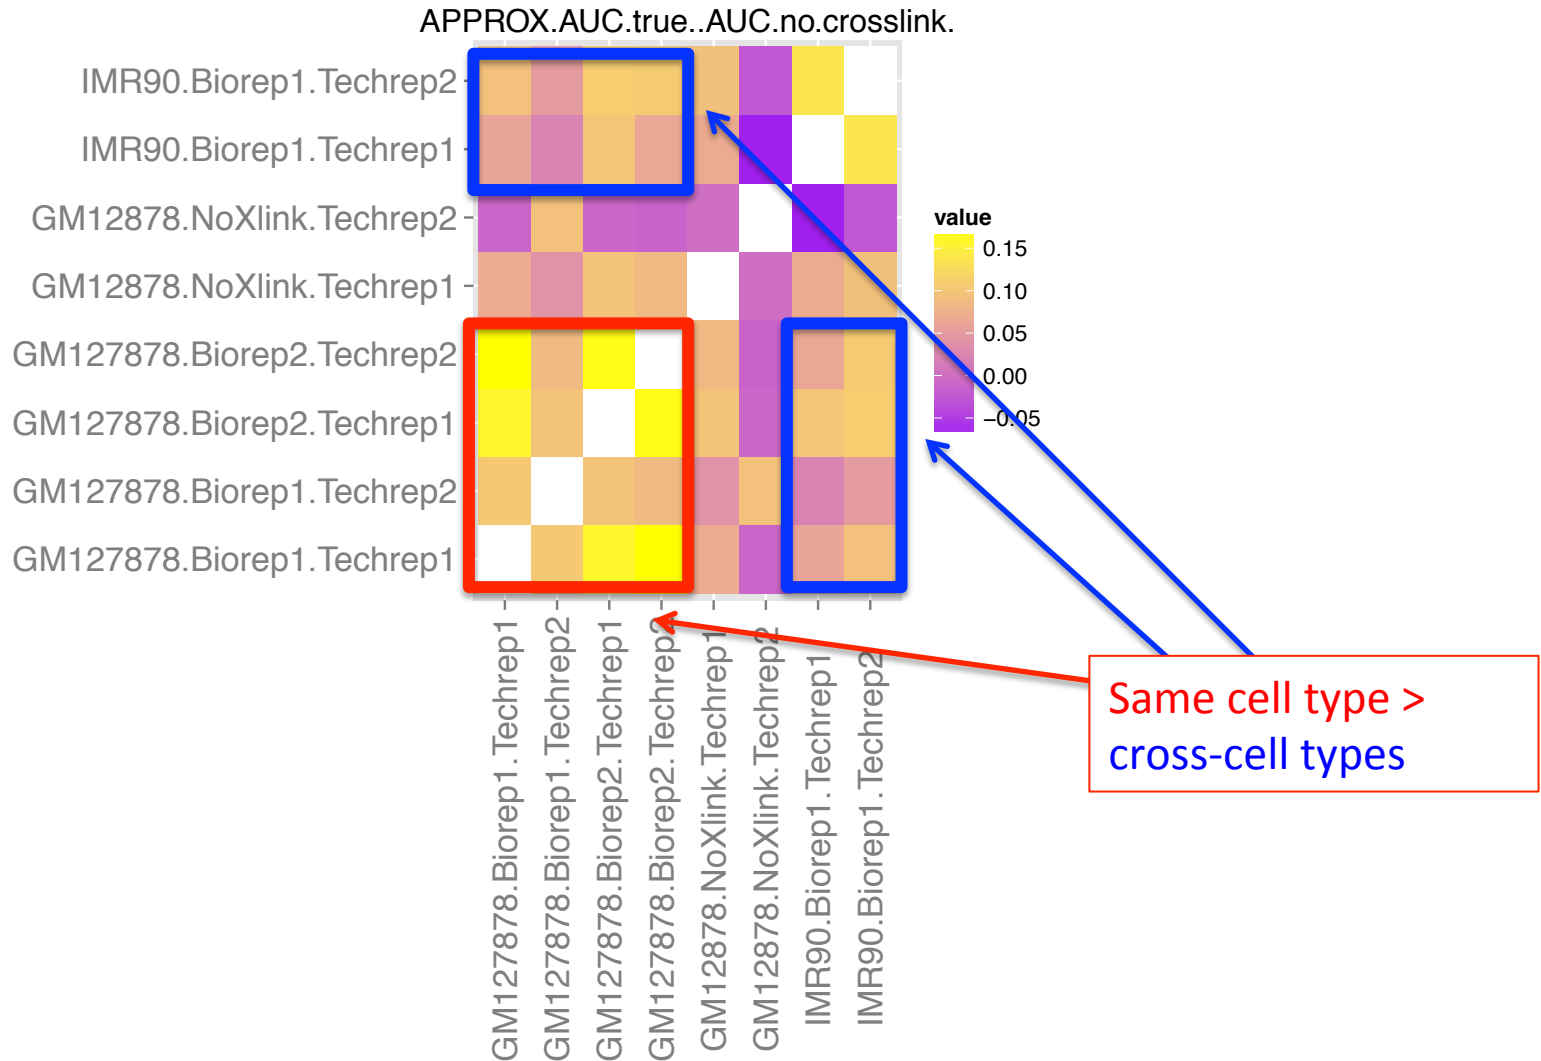 APPROX.AUC.true..AUC.no.crosslink.
IMR90.Biorep1.Techrep2
IMR90.Biorep1.Techrep1
GM12878.NoXlink.Techrep2
GM12878.NoXlink.Techrep1
GM127878.Biorep2.Techrep2
GM127878.Biorep2.Techrep1
GM127878.Biorep1.Techrep2
GM127878.Biorep1.Techrep1
value
0.15
0.10
0.05
0.00
−0.05
GM127878.Biorep1.Techrep1
GM127878.Biorep1.Techrep2
GM127878.Biorep2.Techrep1
GM127878.Biorep2.Techrep2
GM12878.NoXlink.Techrep1
GM12878.NoXlink.Techrep2
IMR90.Biorep1.Techrep1
IMR90.Biorep1.Techrep2
Same cell type >
cross-cell types